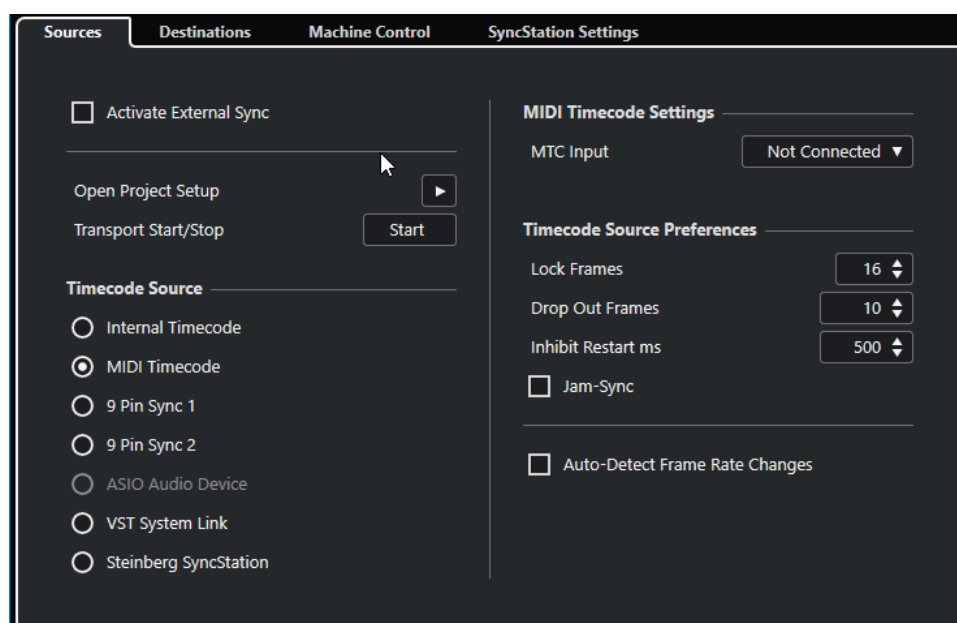 Sources Destinations Machine Control SyncStation Settings
Activate External Sync
Open Project Setup
Transport Start/Stop Start
Timecode Source
Internal Timecode
MIDI Timecode
9 Pin Sync 1
9 Pin Sync 2
ASIO Audio Device
VST System Link
Steinberg SyncStation
MIDI Timecode Settings
MTC Input Not Connected
Timecode Source Preferences
Lock Frames 16
Drop Out Frames 10
Inhibit Restart ms 500
Jam-Sync
Auto-Detect Frame Rate Changes